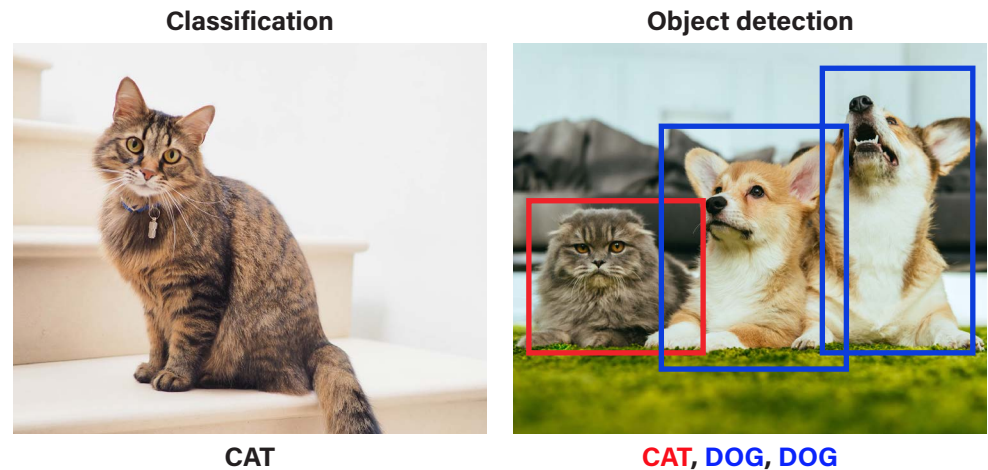 Classification
Object detection
CAT
CAT, DOG, DOG